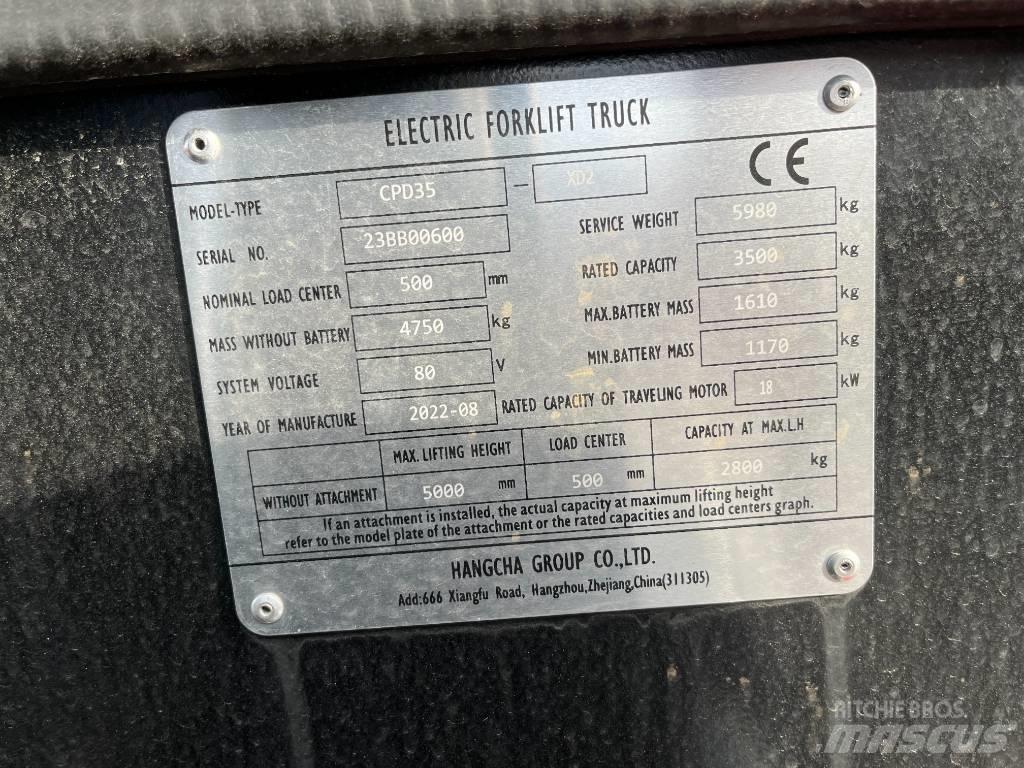 ELECTRIC FORKLIFT TRUCK
CE
MODEL-TYPE CPD35 - XD2
SERIAL NO. 23BB00600
SERVICE WEIGHT 5980 kg
NOMINAL LOAD CENTER 500 mm
RATED CAPACITY 3500 kg
MASS WITHOUT BATTERY 4750 kg
MAX.BATTERY MASS 1610 kg
SYSTEM VOLTAGE 80 V
MIN.BATTERY MASS 1170 kg
YEAR OF MANUFACTURE 2022-08
RATED CAPACITY OF TRAVELING MOTOR 18 kW
MAX. LIFTING HEIGHT LOAD CENTER CAPACITY AT MAX.L.H
WITHOUT ATTACHMENT 5000 mm 500 mm 2800 kg
If an attachment is installed, the actual capacity at maximum lifting height
refer to the model plate of the attachment or the rated capacities and load centers graph.
HANGCHA GROUP CO.,LTD.
Add:666 Xiangfu Road, Hangzhou,Zhejiang,China(311305)
RITCHIE BROS.
mascus